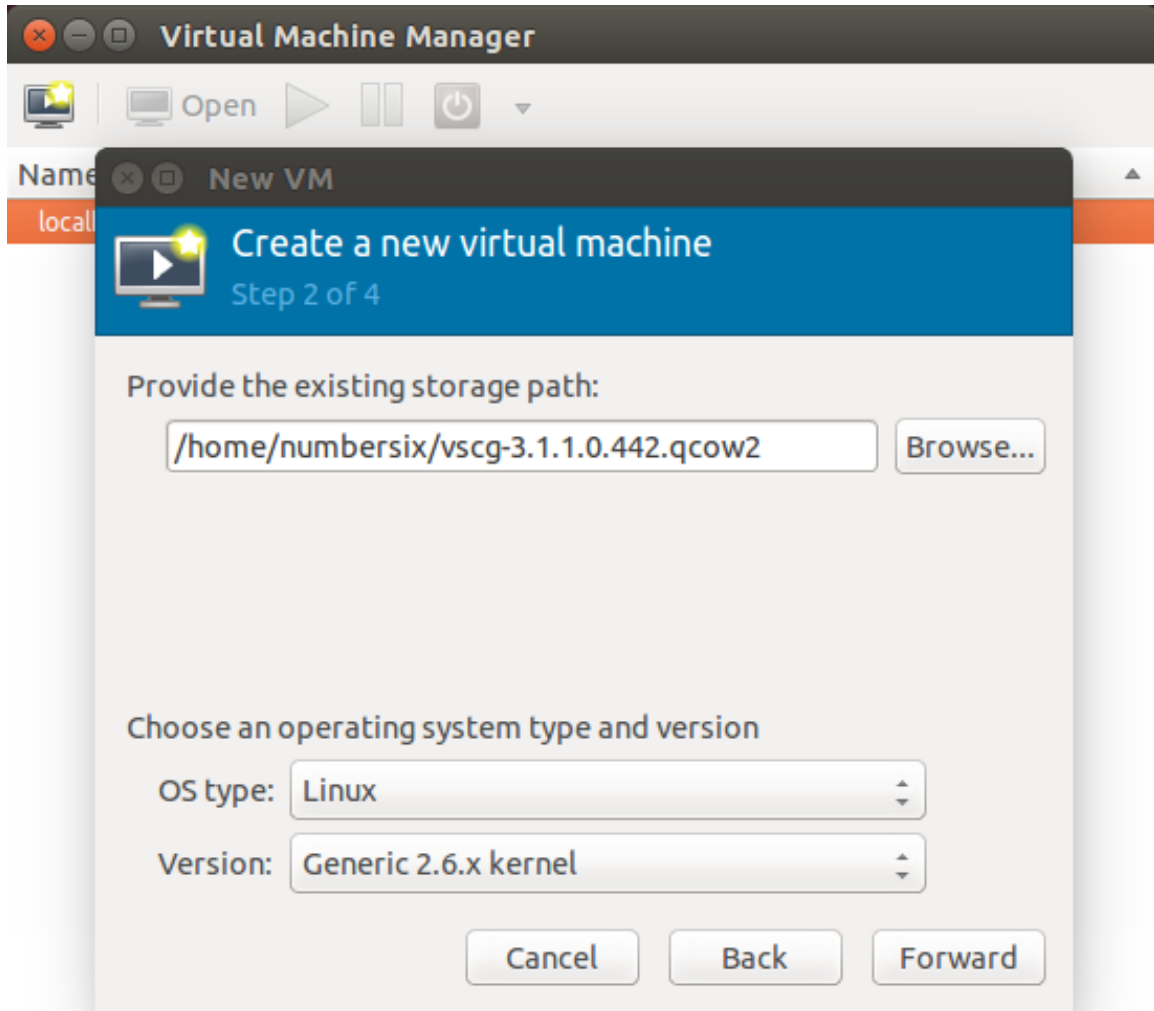 Virtual Machine Manager
Open
Name
New VM
Create a new virtual machine
Step 2 of 4
Provide the existing storage path:
/home/numbersix/vscg-3.1.1.0.442.qcow2 Browse...
Choose an operating system type and version
OS type: Linux
Version: Generic 2.6.x kernel
Cancel Back Forward